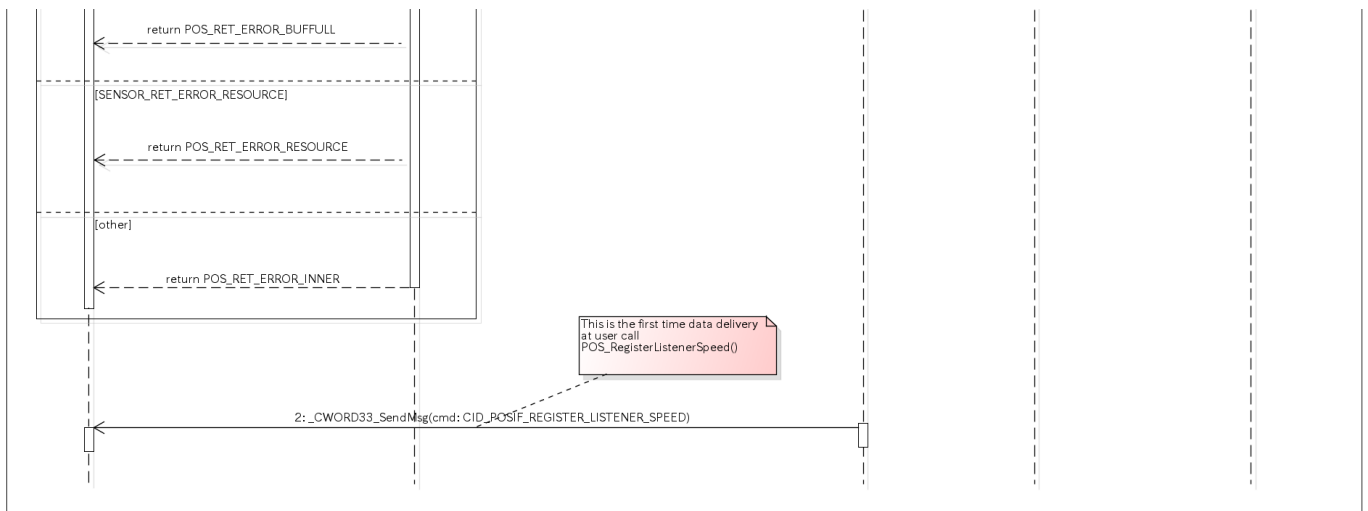 return POS_RET_ERROR_BUFFULL
[SENSOR_RET_ERROR_RESOURCE]
return POS_RET_ERROR_RESOURCE
[other]
return POS_RET_ERROR_INNER
This is the first time data delivery
at user call
POS_RegisterListenerSpeed()
2: _CWORD33_SendMsg(cmd: CID_POSIF_REGISTER_LISTENER_SPEED)